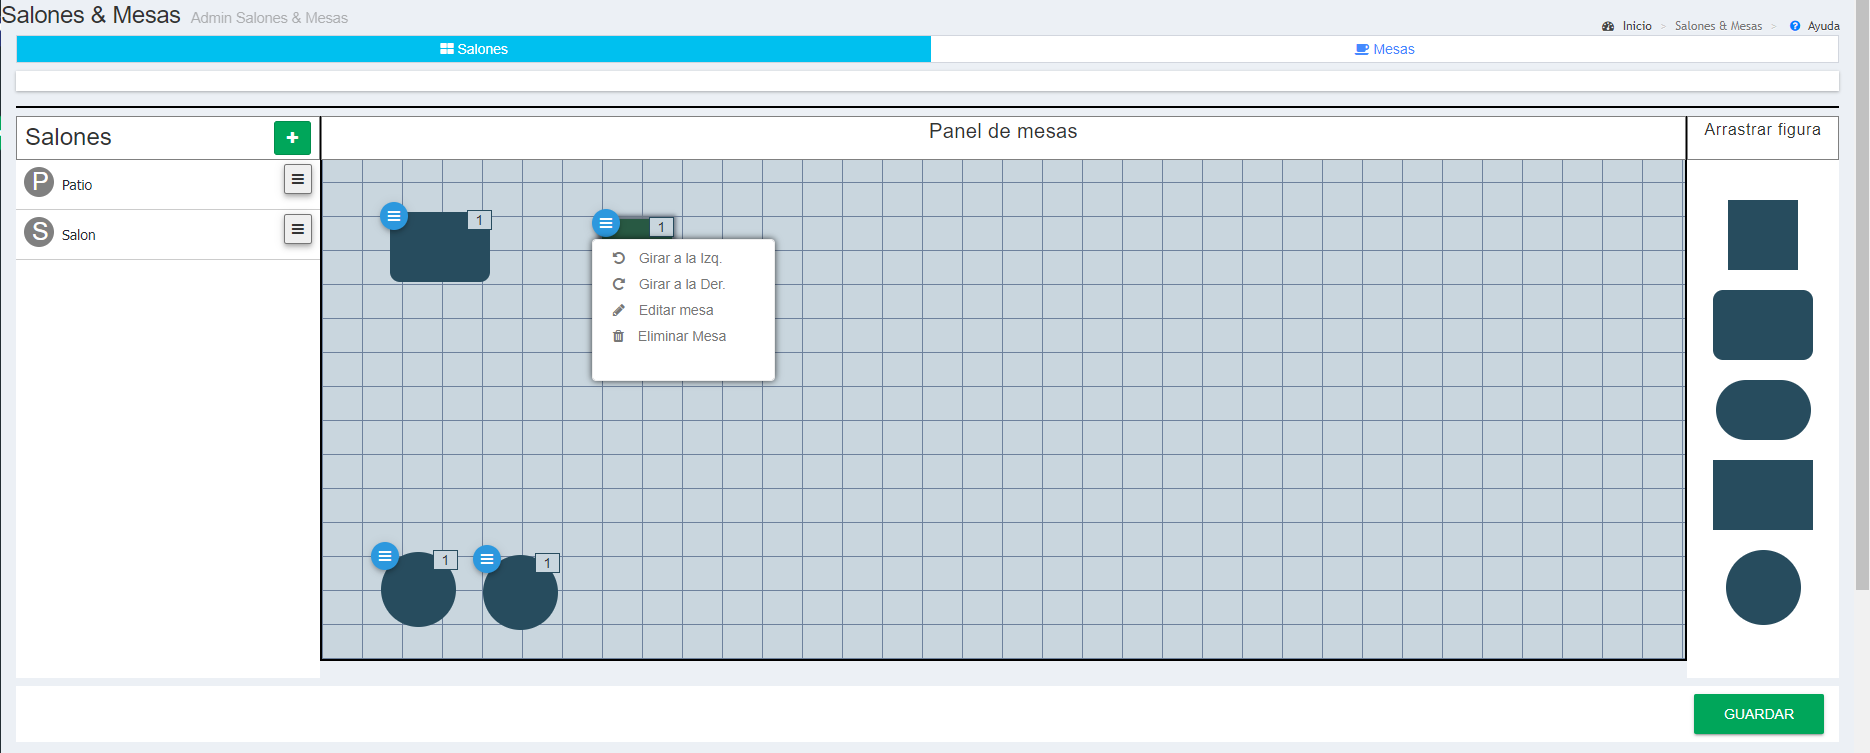 Salones & Mesas Admin Salones & Mesas
Inicio > Salones & Mesas > Ayuda
Salones
Mesas
Salones
Panel de mesas
Arrastrar figura
P Patio
S Salon
1
1
Girar a la Izq.
Girar a la Der.
Editar mesa
Eliminar Mesa
1
1
GUARDAR